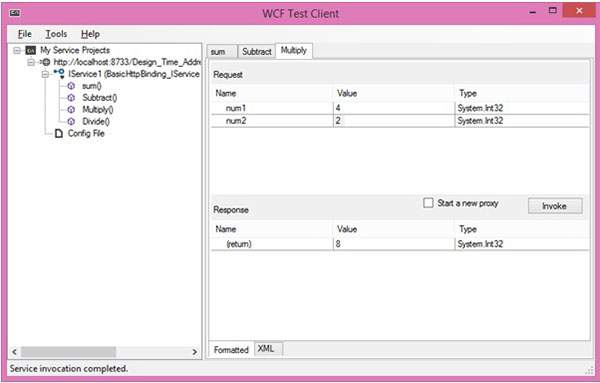 WCF Test Client
File Tools Help
My Service Projects
http://localhost:8733/Design_Time_Addre
IService1 (BasicHttpBinding_IService
sum()
Subtract()
Multiply()
Divide()
Config File
sum Subtract Multiply
Request
Name Value Type
num1 4 System.Int32
num2 2 System.Int32
Response Start a new proxy Invoke
Name Value Type
(return) 8 System.Int32
Formatted XML
Service invocation completed.